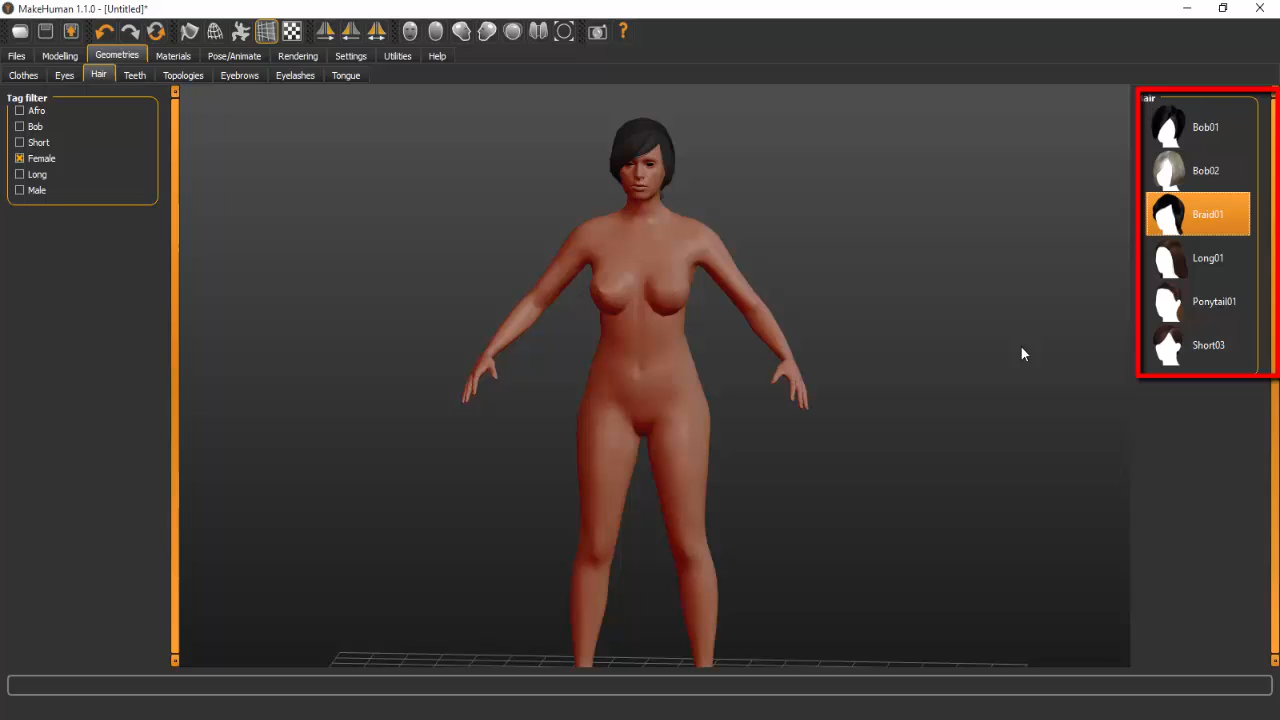 MakeHuman 1.1.0 - [Untitled]*
Files Modelling Geometries Materials Pose/Animate Rendering Settings Utilities Help
Clothes Eyes Hair Teeth Topologies Eyebrows Eyelashes Tongue
Tag filter
Afro
Bob
Short
Female
Long
Male
air
Bob01
Bob02
Braid01
Long01
Ponytail01
Short03